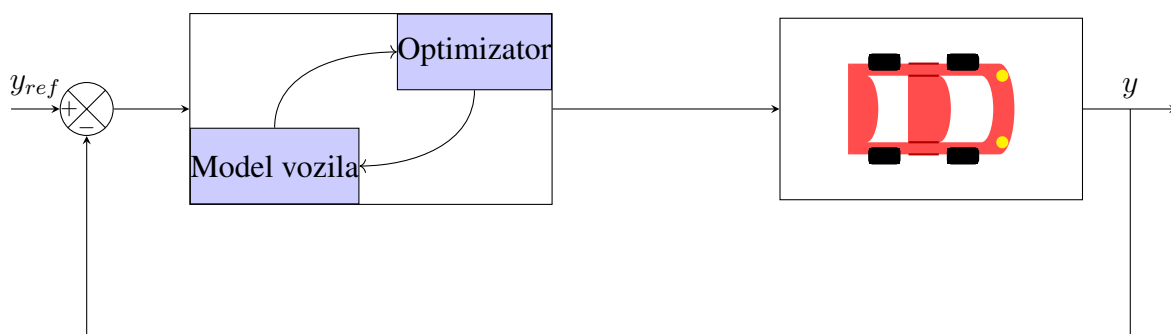 y_ref
+
−
Optimizator
Model vozila
y